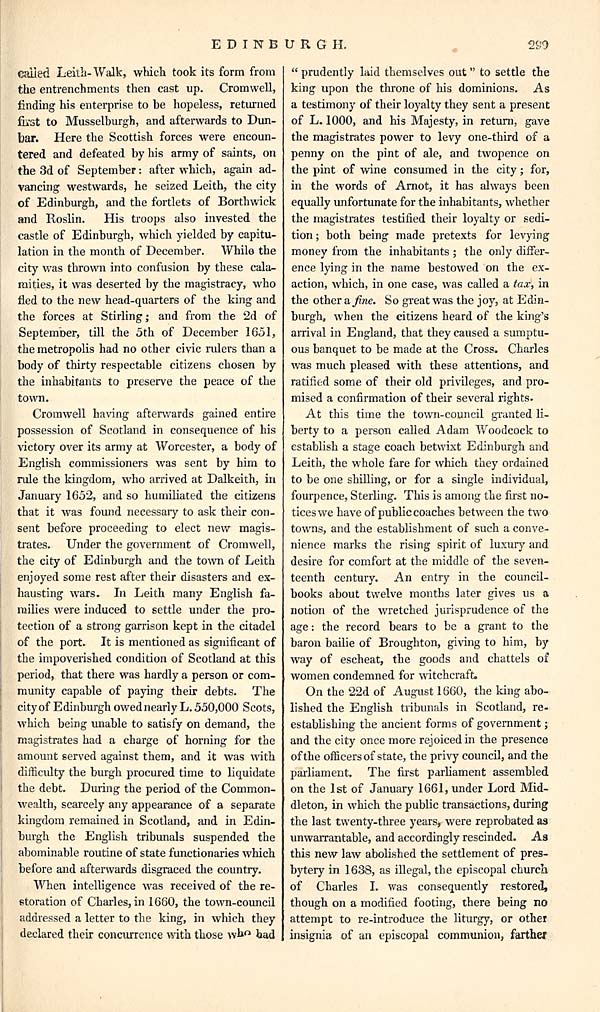 EDINBURGH. 299
called Leith-Walk, which took its form from
the entrenchments then cast up. Cromwell,
finding his enterprise to be hopeless, returned
first to Musselburgh, and afterwards to Dun-
bar. Here the Scottish forces were encoun-
tered and defeated by his army of saints, on
the 3d of September: after which, again ad-
vancing westwards, he seized Leith, the city
of Edinburgh, and the fortlets of Borthwick
and Roslin. His troops also invested the
castle of Edinburgh, which yielded by capitu-
lation in the month of December. While the
city was thrown into confusion by these cala-
mities, it was deserted by the magistracy, who
fled to the new head-quarters of the king and
the forces at Stirling; and from the 2d of
September, till the 5th of December 1651,
the metropolis had no other civic rulers than a
body of thirty respectable citizens chosen by
the inhabitants to preserve the peace of the
town.
Cromwell having afterwards gained entire
possession of Scotland in consequence of his
victory over its army at Worcester, a body of
English commissioners was sent by him to
rule the kingdom, who arrived at Dalkeith, in
January 1652, and so humiliated the citizens
that it was found necessary to ask their con-
sent before proceeding to elect new magis-
trates. Under the government of Cromwell,
the city of Edinburgh and the town of Leith
enjoyed some rest after their disasters and ex-
hausting wars. In Leith many English fa-
milies were induced to settle under the pro-
tection of a strong garrison kept in the citadel
of the port. It is mentioned as significant of
the impoverished condition of Scotland at this
period, that there was hardly a person or com-
munity capable of paying their debts. The
city of Edinburgh owed nearly L. 550,000 Scots,
which being unable to satisfy on demand, the
magistrates had a charge of horning for the
amount served against them, and it was with
difficulty the burgh procured time to liquidate
the debt. During the period of the Common-
wealth, scarcely any appearance of a separate
kingdom remained in Scotland, and in Edin-
burgh the English tribunals suspended the
abominable routine of state functionaries which
before and afterwards disgraced the country.
When intelligence was received of the re-
storation of Charles, in 1660, the town-council
addressed a letter to the king, in which they
declared their concurrence with those who had
“ prudently laid themselves out ” to settle the
king upon the throne of his dominions. As
a testimony of their loyalty they sent a present
of L. 1000, and his Majesty, in return, gave
the magistrates power to levy one-third of a
penny on the pint of ale, and twopence on
the pint of wine consumed in the city; for,
in the words of Arnot, it has always been
equally unfortunate for the inhabitants, whether
the magistrates testified their loyalty or sedi-
tion; both being made pretexts for levying
money from the inhabitants; the only differ-
ence lying in the name bestowed on the ex-
action, which, in one case, was called a tax, in
the other a fine. So great was the joy, at Edin-
burgh, when the citizens heard of the king's
arrival in England, that they caused a sumptu-
ous banquet to be made at the Cross. Charles
was much pleased with these attentions, and
ratified some of their old privileges, and pro-
mised a confirmation of their several rights.
At this time the town-council granted li-
berty to a person called Adam Woodcock to
establish a stage coach betwixt Edinburgh and
Leith, the whole fare for which they ordained
to be one shilling, or for a single individual,
fourpence, Sterling. This is among the first no-
tices we have of public coaches between the two
towns, and the establishment of such a conve-
nience marks the rising spirit of luxury and
desire for comfort at the middle of the seven-
teenth century. An entry in the council-
books about twelve months later gives us a
notion of the wretched jurisprudence of the
age: the record bears to be a grant to the
baron bailie of Broughton, giving to him, by
way of escheat, the goods and chattels of
women condemned for witchcraft.
On the 22d of August 1660, the king abo-
lished the English tribunals in Scotland, re-
establishing the ancient forms of government;
and the city once more rejoiced in the presence
of the officers of state, the privy council, and the
parliament. The first parliament assembled
on the 1st of January 1661, under Lord Mid-
dleton, in which the public transactions, during
the last twenty-three years, were reprobated as
unwarrantable, and accordingly rescinded. As
this new law abolished the settlement of pres-
bytery in 1638, as illegal, the episcopal church
of Charles I. was consequently restored,
though on a modified footing, there being no
attempt to re-introduce the liturgy, or other
insignia of an episcopal communion, farther